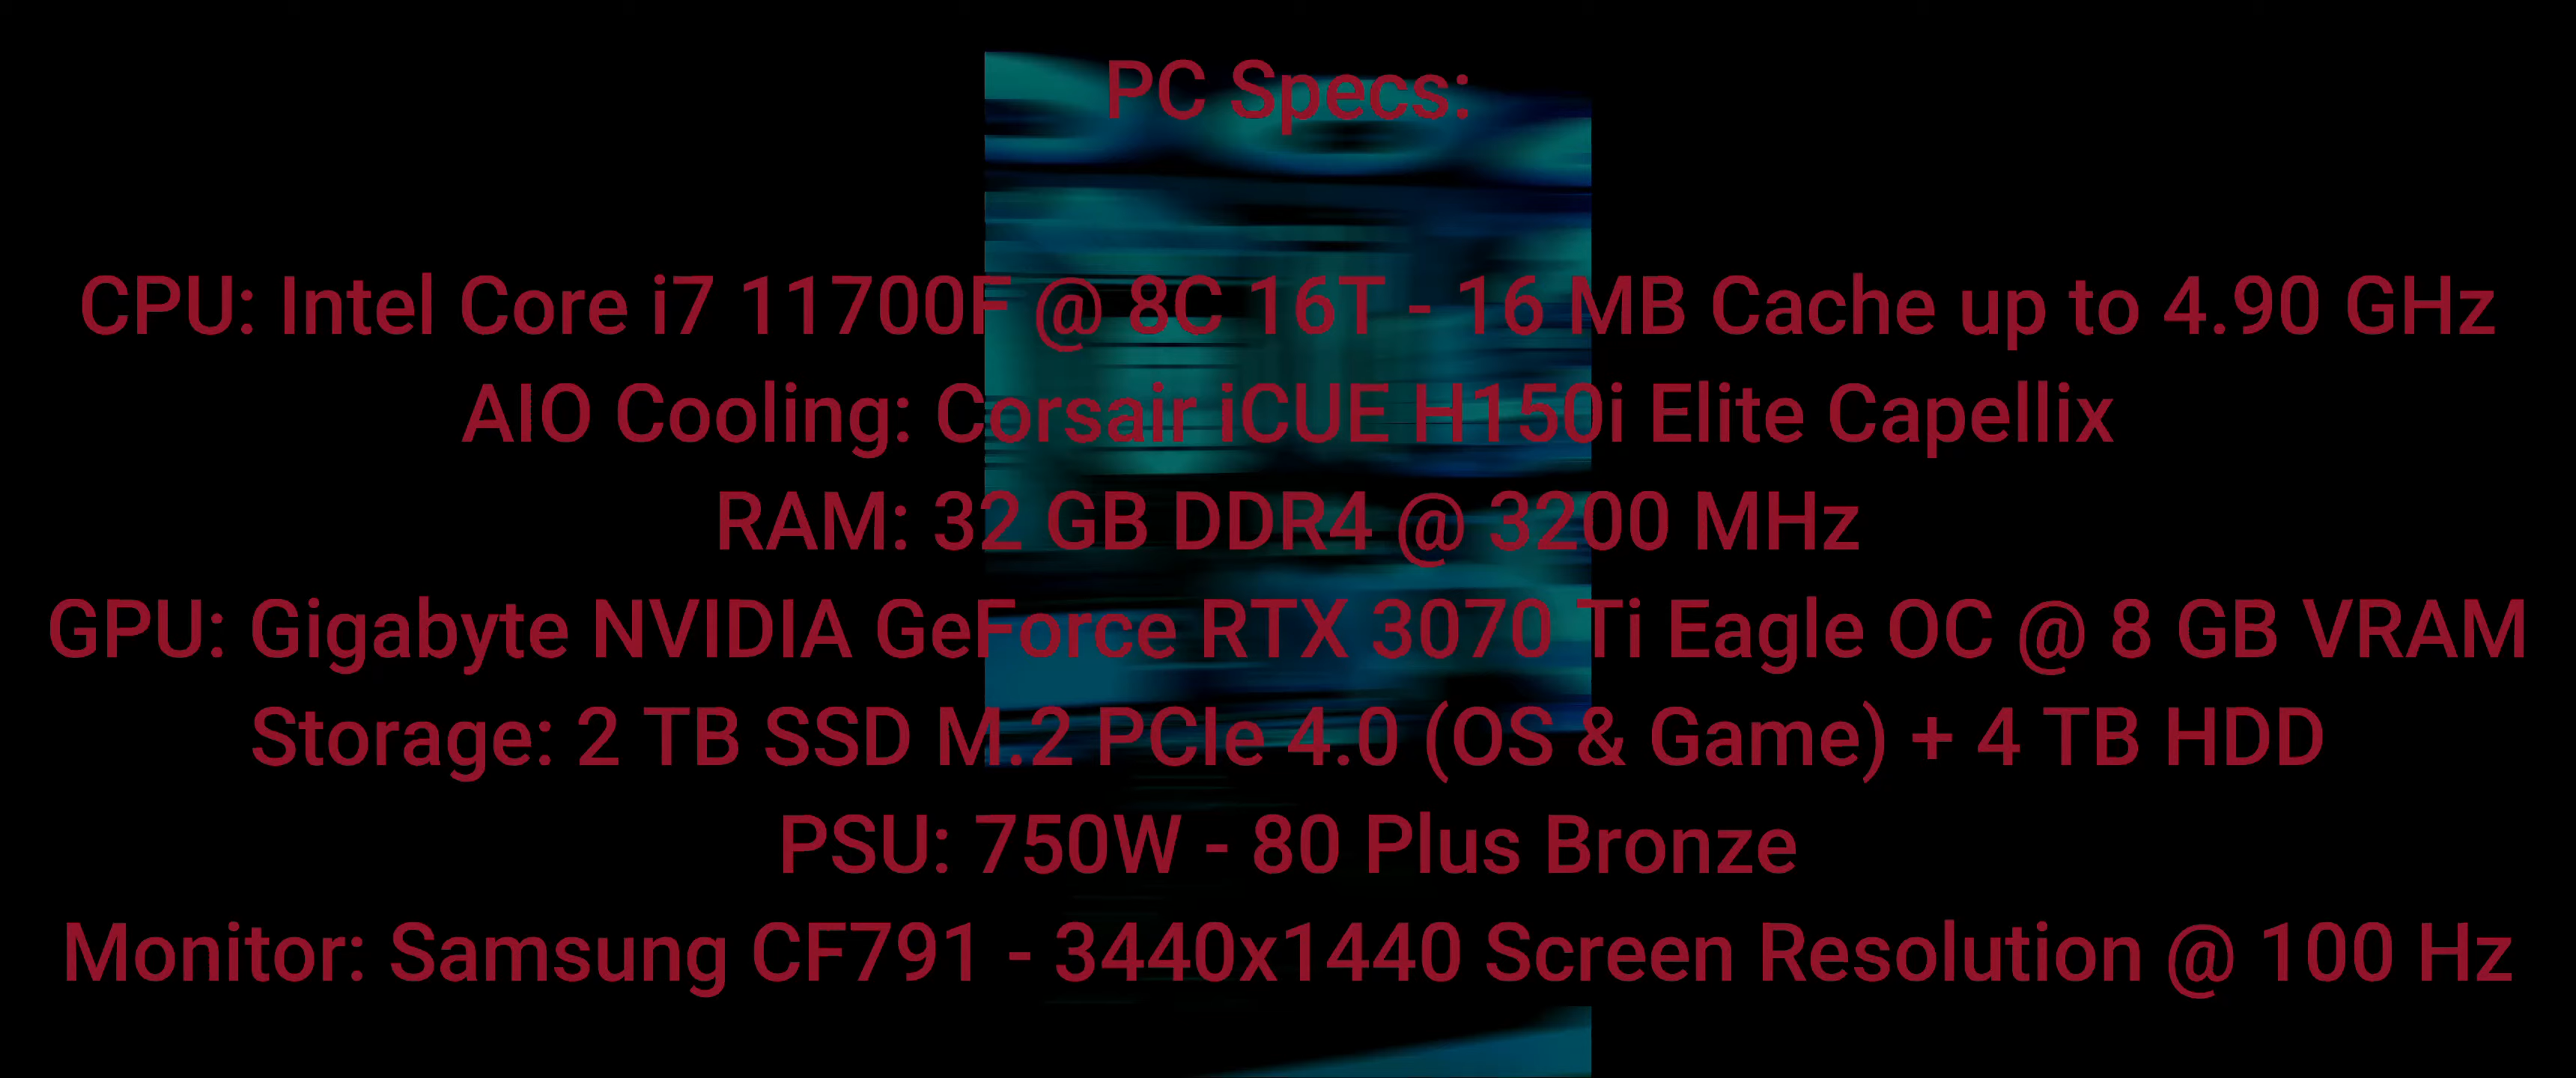 PC Specs:
CPU: Intel Core i7 11700F @ 8C 16T - 16 MB Cache up to 4.90 GHz
AIO Cooling: Corsair iCUE H150i Elite Capellix
RAM: 32 GB DDR4 @ 3200 MHz
GPU: Gigabyte NVIDIA GeForce RTX 3070 Ti Eagle OC @ 8 GB VRAM
Storage: 2 TB SSD M.2 PCIe 4.0 (OS & Game) + 4 TB HDD
PSU: 750W - 80 Plus Bronze
Monitor: Samsung CF791 - 3440x1440 Screen Resolution @ 100 Hz